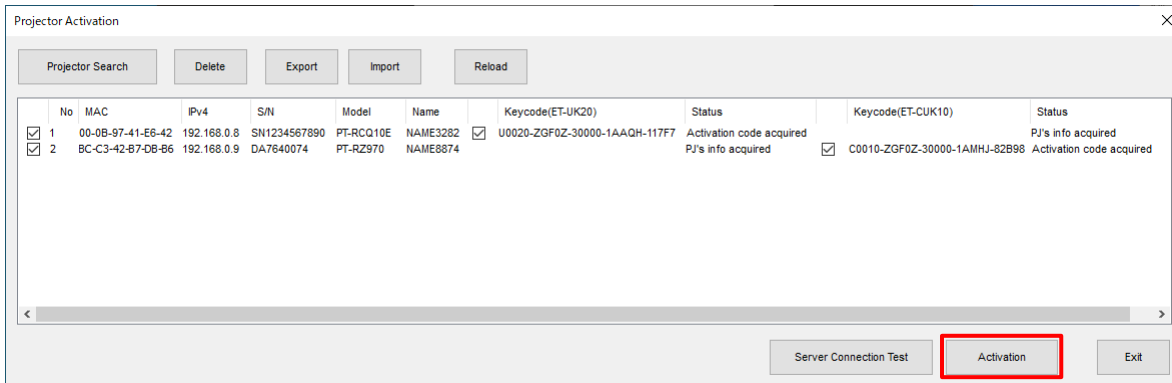 Projector Activation
Projector Search Delete Export Import Reload
No MAC IPv4 S/N Model Name Keycode(ET-UK20) Status Keycode(ET-CUK10) Status
1 00-0B-97-41-E6-42 192.168.0.8 SN1234567890 PT-RCQ10E NAME3282 U0020-ZGF0Z-30000-1AAQH-117F7 Activation code acquired PJ's info acquired
2 BC-C3-42-B7-DB-B6 192.168.0.9 DA7640074 PT-RZ970 NAME8874 PJ's info acquired C0010-ZGF0Z-30000-1AMHJ-82B98 Activation code acquired
Server Connection Test Activation Exit